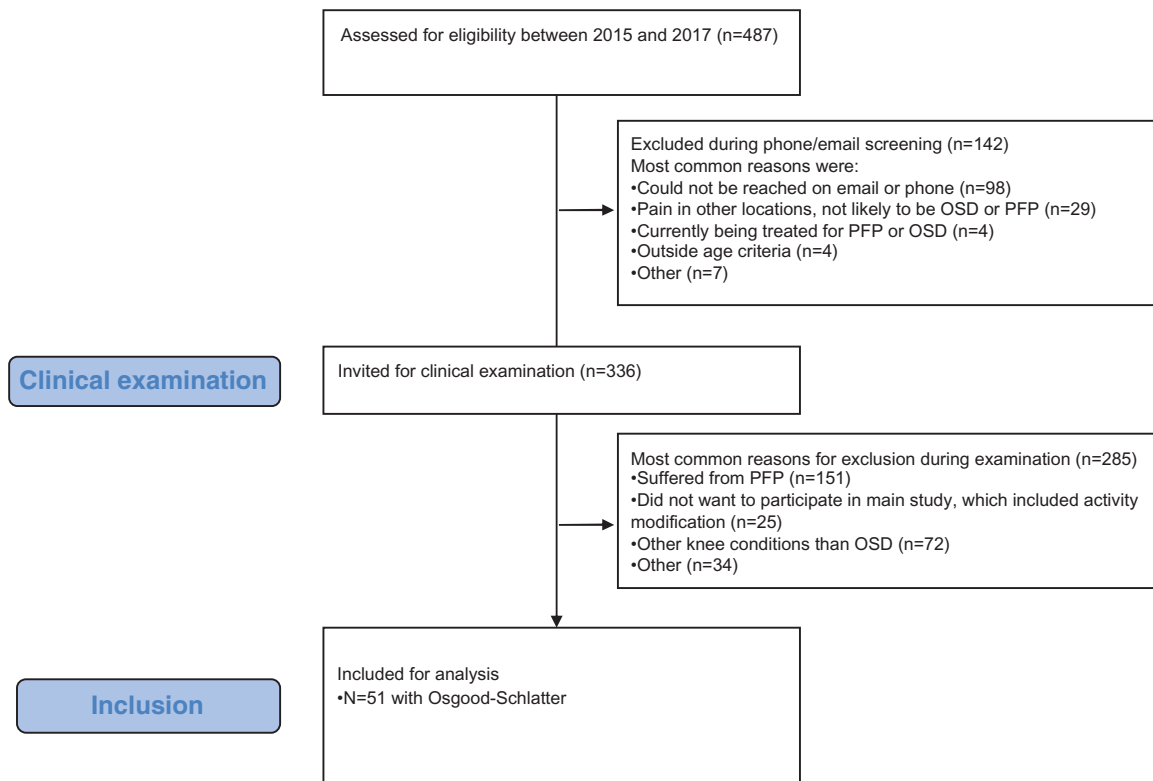 Assessed for eligibility between 2015 and 2017 (n=487)
Excluded during phone/email screening (n=142)
Most common reasons were:
•Could not be reached on email or phone (n=98)
•Pain in other locations, not likely to be OSD or PFP (n=29)
•Currently being treated for PFP or OSD (n=4)
•Outside age criteria (n=4)
•Other (n=7)
Clinical examination
Invited for clinical examination (n=336)
Most common reasons for exclusion during examination (n=285)
•Suffered from PFP (n=151)
•Did not want to participate in main study, which included activity
modification (n=25)
•Other knee conditions than OSD (n=72)
•Other (n=34)
Inclusion
Included for analysis
•N=51 with Osgood-Schlatter